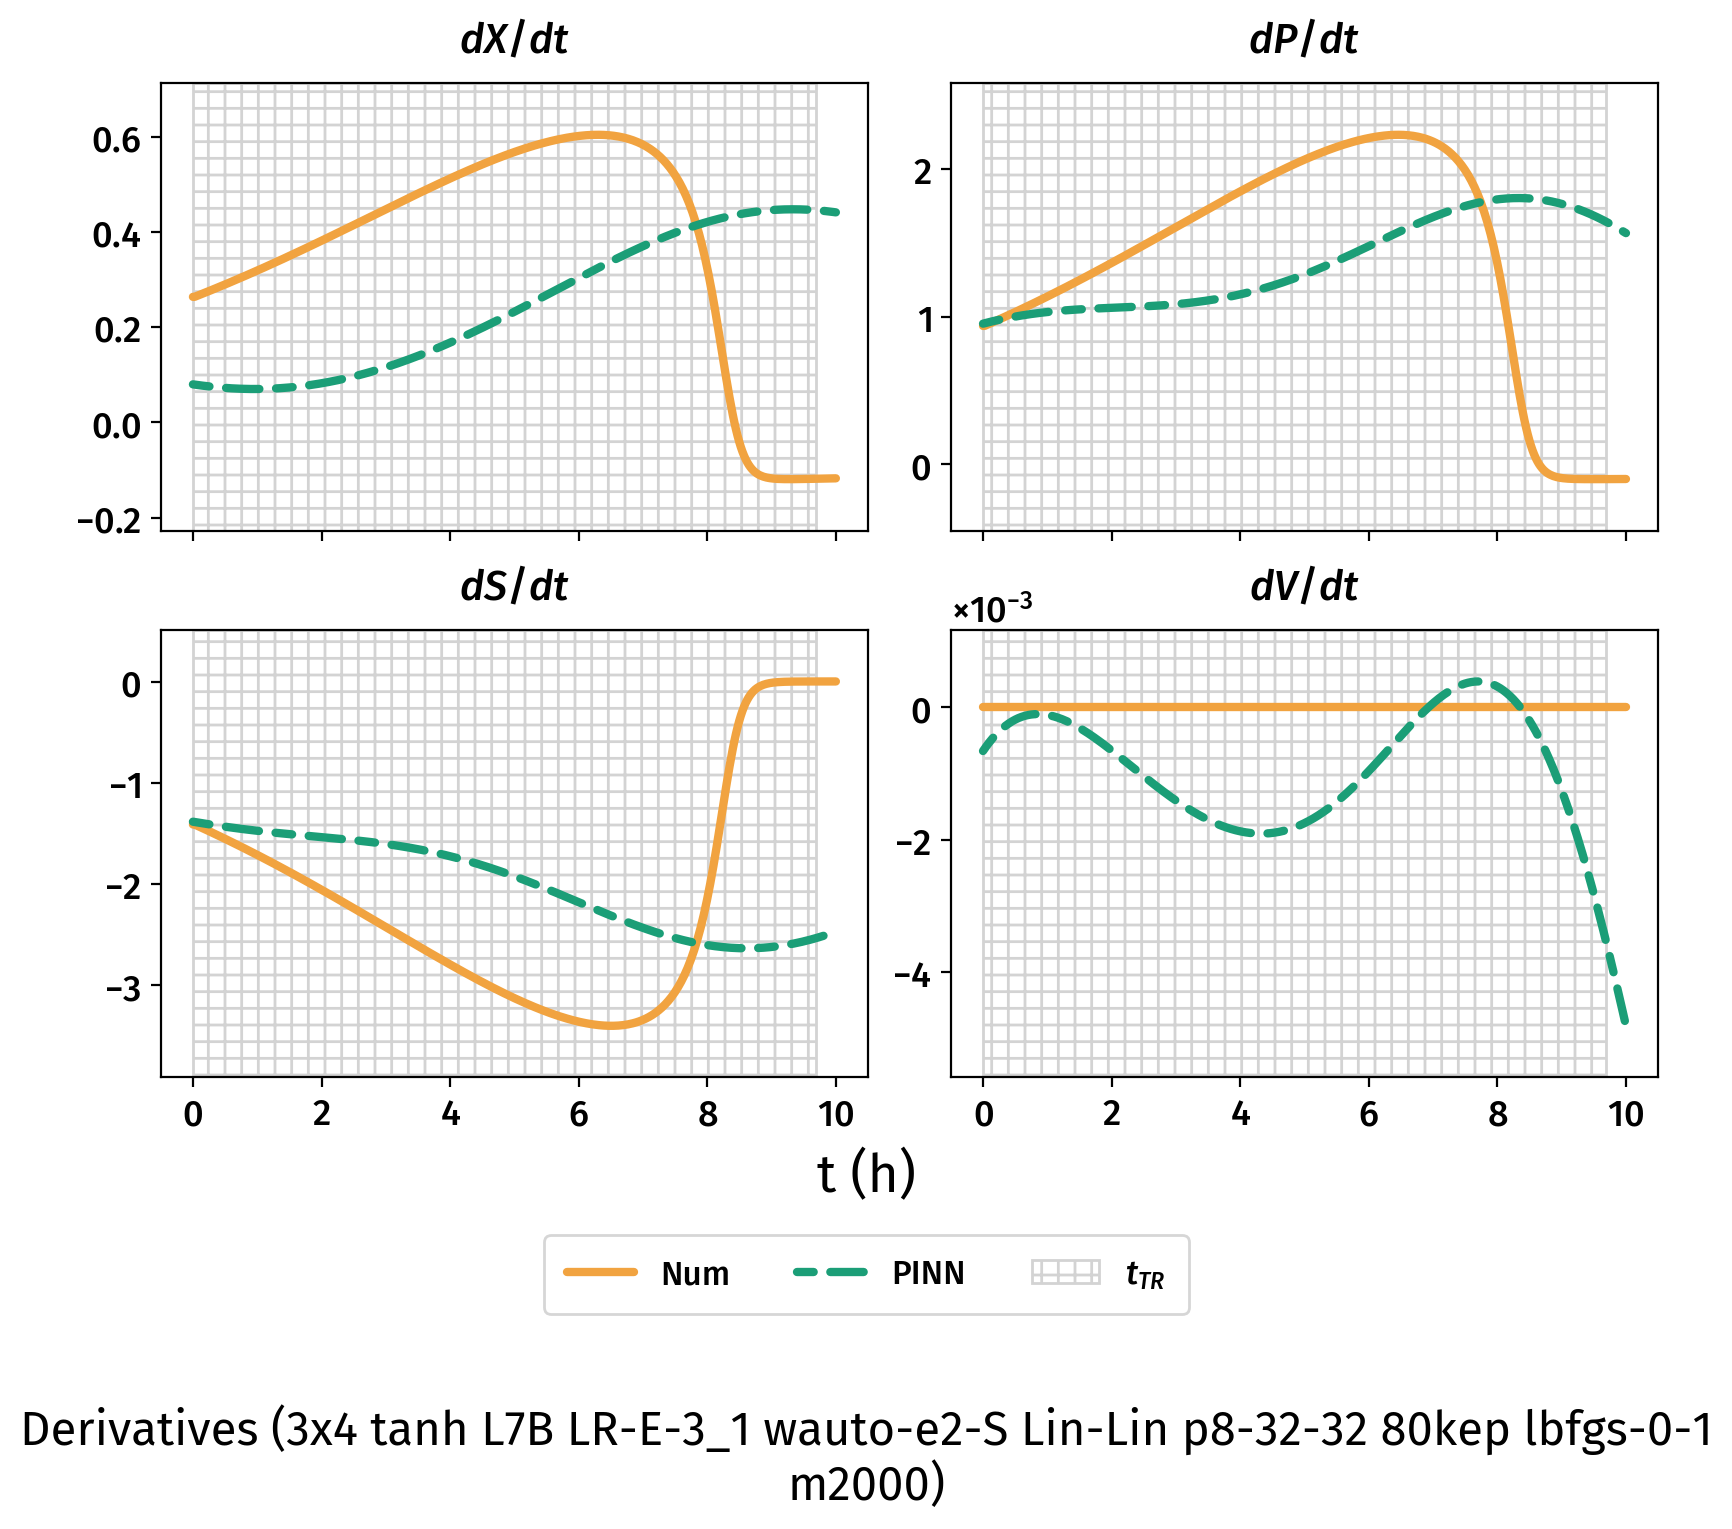 dX/dt
dP/dt
0.6
0.4
0.2
0.0
−0.2
2
1
0
dS/dt
dV/dt
×10⁻³
0
−1
−2
−3
0
−2
−4
0 2 4 6 8 10
0 2 4 6 8 10
t (h)
Num PINN t_TR
Derivatives (3x4 tanh L7B LR-E-3_1 wauto-e2-S Lin-Lin p8-32-32 80kep lbfgs-0-1
m2000)